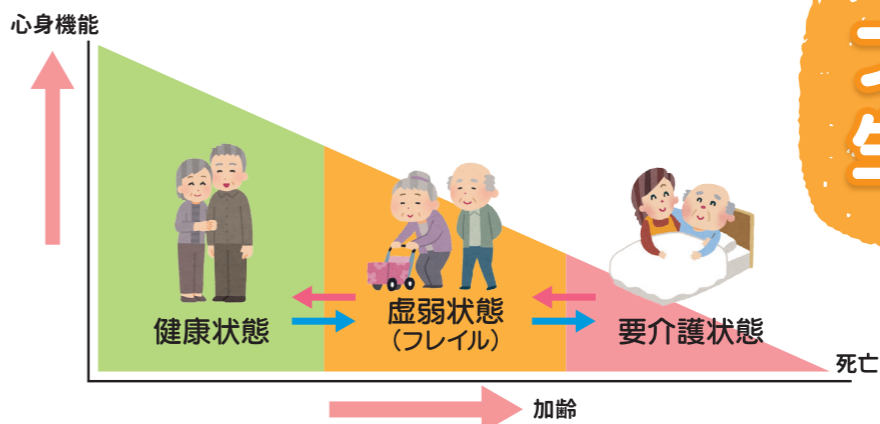 心身機能
健康状態
虚弱状態
(フレイル)
要介護状態
死亡
加齢